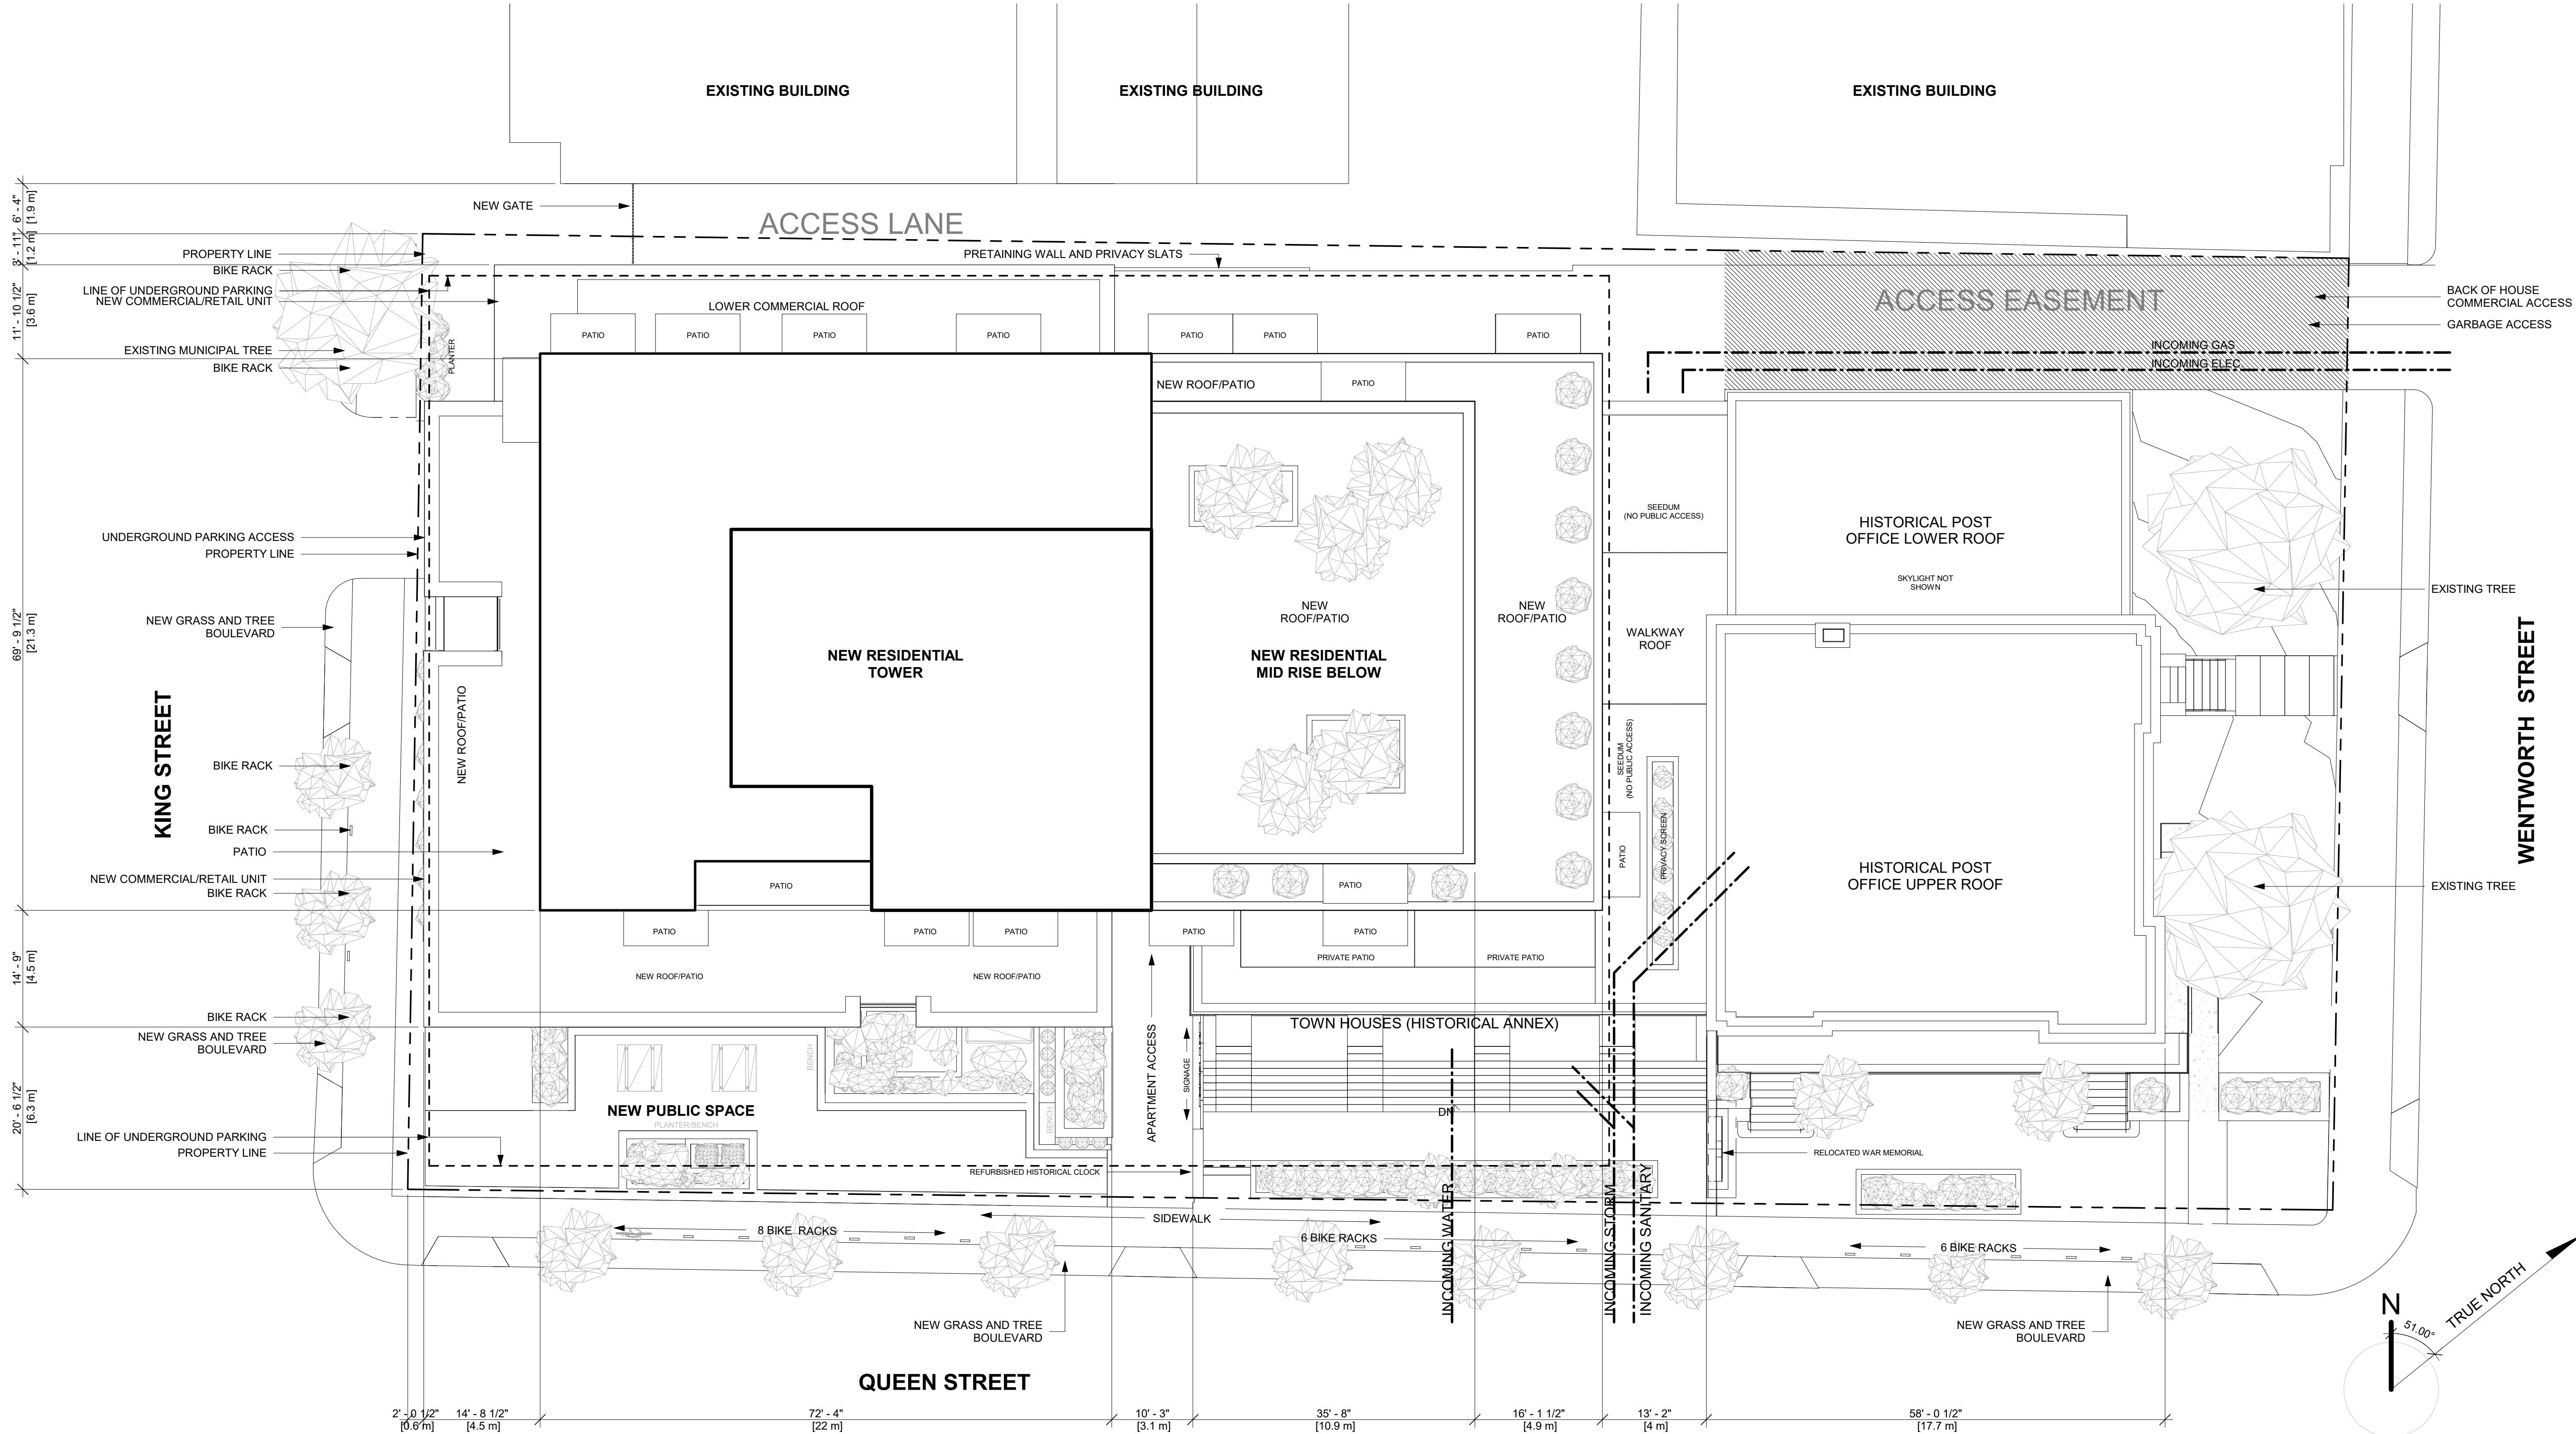 EXISTING BUILDING
EXISTING BUILDING
EXISTING BUILDING
6' - 4"
[1.9 m]
3' - 11"
[1.2 m]
11' - 10 1/2"
[3.6 m]
69' - 9 1/2"
[21.3 m]
14' - 9"
[4.5 m]
20' - 6 1/2"
[6.3 m]
NEW GATE
ACCESS LANE
PROPERTY LINE
BIKE RACK
LINE OF UNDERGROUND PARKING
NEW COMMERCIAL/RETAIL UNIT
EXISTING MUNICIPAL TREE
BIKE RACK
PLANTER
PRETAINING WALL AND PRIVACY SLATS
LOWER COMMERCIAL ROOF
PATIO
PATIO
PATIO
PATIO
PATIO
PATIO
PATIO
ACCESS EASEMENT
BACK OF HOUSE
COMMERCIAL ACCESS
GARBAGE ACCESS
INCOMING GAS
INCOMING ELEC.
NEW ROOF/PATIO
PATIO
UNDERGROUND PARKING ACCESS
PROPERTY LINE
NEW GRASS AND TREE
BOULEVARD
KING STREET
NEW ROOF/PATIO
BIKE RACK
BIKE RACK
PATIO
NEW COMMERCIAL/RETAIL UNIT
BIKE RACK
BIKE RACK
NEW GRASS AND TREE
BOULEVARD
LINE OF UNDERGROUND PARKING
PROPERTY LINE
NEW RESIDENTIAL
TOWER
NEW
ROOF/PATIO
NEW RESIDENTIAL
MID RISE BELOW
NEW
ROOF/PATIO
SEEDUM
(NO PUBLIC ACCESS)
WALKWAY
ROOF
SEEDUM
(NO PUBLIC ACCESS)
PATIO
PRIVACY SCREEN
HISTORICAL POST
OFFICE LOWER ROOF
SKYLIGHT NOT
SHOWN
HISTORICAL POST
OFFICE UPPER ROOF
EXISTING TREE
EXISTING TREE
WENTWORTH STREET
PATIO
PATIO
PATIO
PATIO
PATIO
PATIO
PATIO
PRIVATE PATIO
PRIVATE PATIO
NEW ROOF/PATIO
NEW ROOF/PATIO
TOWN HOUSES (HISTORICAL ANNEX)
APARTMENT ACCESS
SIGNAGE
BENCH
BENCH
NEW PUBLIC SPACE
PLANTER/BENCH
DN
REFURBISHED HISTORICAL CLOCK
RELOCATED WAR MEMORIAL
INCOMING WATER
INCOMING STORM
INCOMING SANITARY
SIDEWALK
8 BIKE RACKS
6 BIKE RACKS
6 BIKE RACKS
NEW GRASS AND TREE
BOULEVARD
NEW GRASS AND TREE
BOULEVARD
QUEEN STREET
N
51.00°
TRUE NORTH
2' - 0 1/2"
[0.6 m]
14' - 8 1/2"
[4.5 m]
72' - 4"
[22 m]
10' - 3"
[3.1 m]
35' - 8"
[10.9 m]
16' - 1 1/2"
[4.9 m]
13' - 2"
[4 m]
58' - 0 1/2"
[17.7 m]